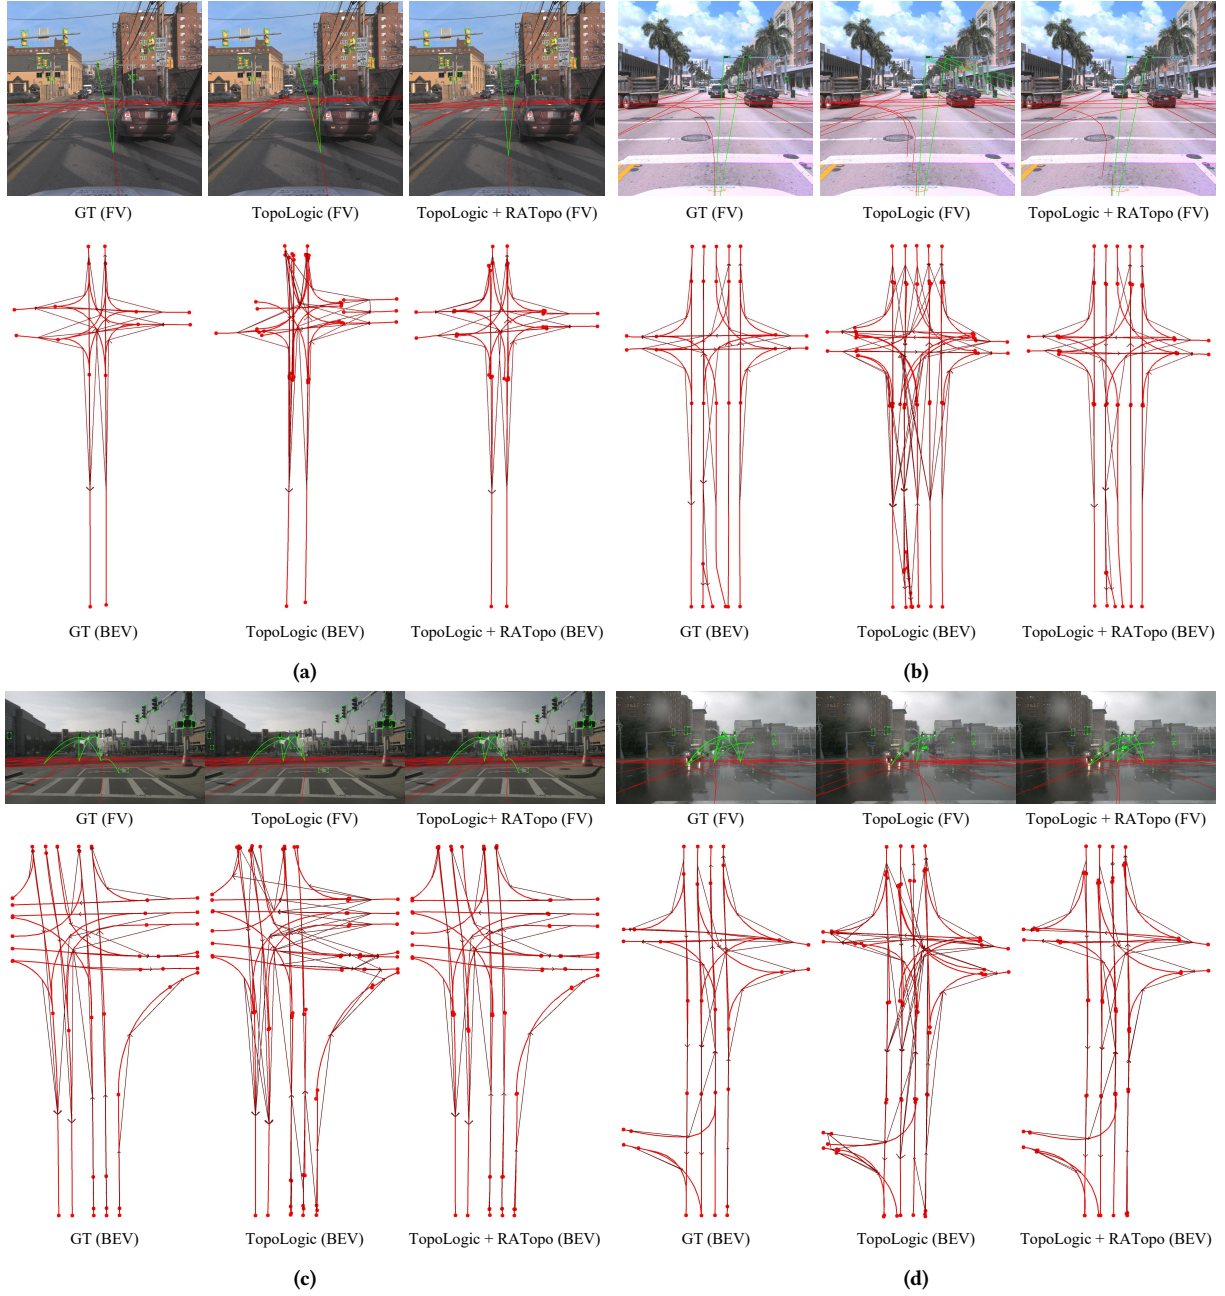 GT (FV) TopoLogic (FV) TopoLogic + RATopo (FV) GT (FV) TopoLogic (FV) TopoLogic + RATopo (FV)
GT (BEV) TopoLogic (BEV) TopoLogic + RATopo (BEV) GT (BEV) TopoLogic (BEV) TopoLogic + RATopo (BEV)
(a) (b)
GT (FV) TopoLogic (FV) TopoLogic+ RATopo (FV) GT (FV) TopoLogic (FV) TopoLogic + RATopo (FV)
GT (BEV) TopoLogic (BEV) TopoLogic + RATopo (BEV) GT (BEV) TopoLogic (BEV) TopoLogic + RATopo (BEV)
(c) (d)